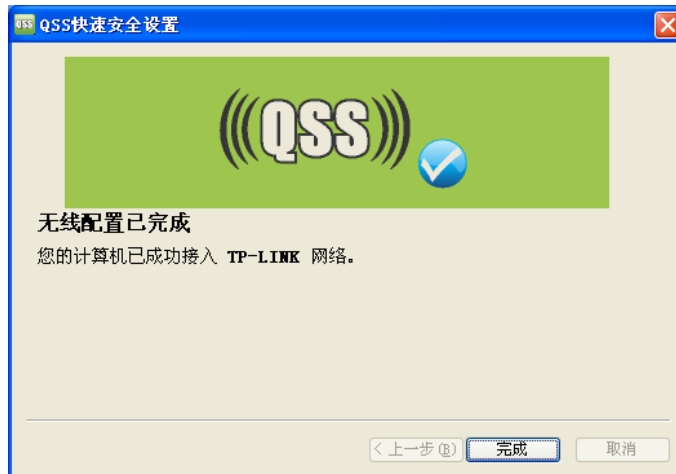 QSS QSS快速安全设置
(((QSS)))
无线配置已完成
您的计算机已成功接入 TP-LINK 网络。
< 上一步(B) 完成 取消